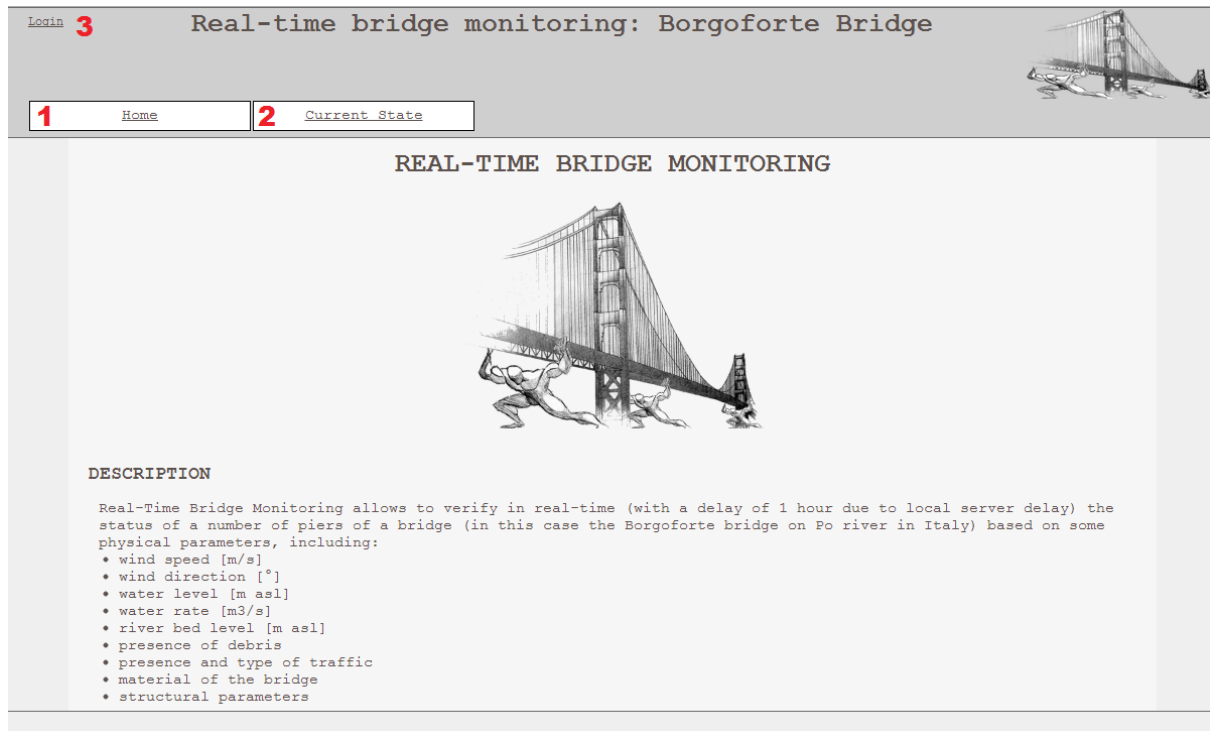 Login 3 Real-time bridge monitoring: Borgoforte Bridge
1 Home 2 Current State
REAL-TIME BRIDGE MONITORING
DESCRIPTION
Real-Time Bridge Monitoring allows to verify in real-time (with a delay of 1 hour due to local server delay) the
status of a number of piers of a bridge (in this case the Borgoforte bridge on Po river in Italy) based on some
physical parameters, including:
• wind speed [m/s]
• wind direction [°]
• water level [m asl]
• water rate [m3/s]
• river bed level [m asl]
• presence of debris
• presence and type of traffic
• material of the bridge
• structural parameters